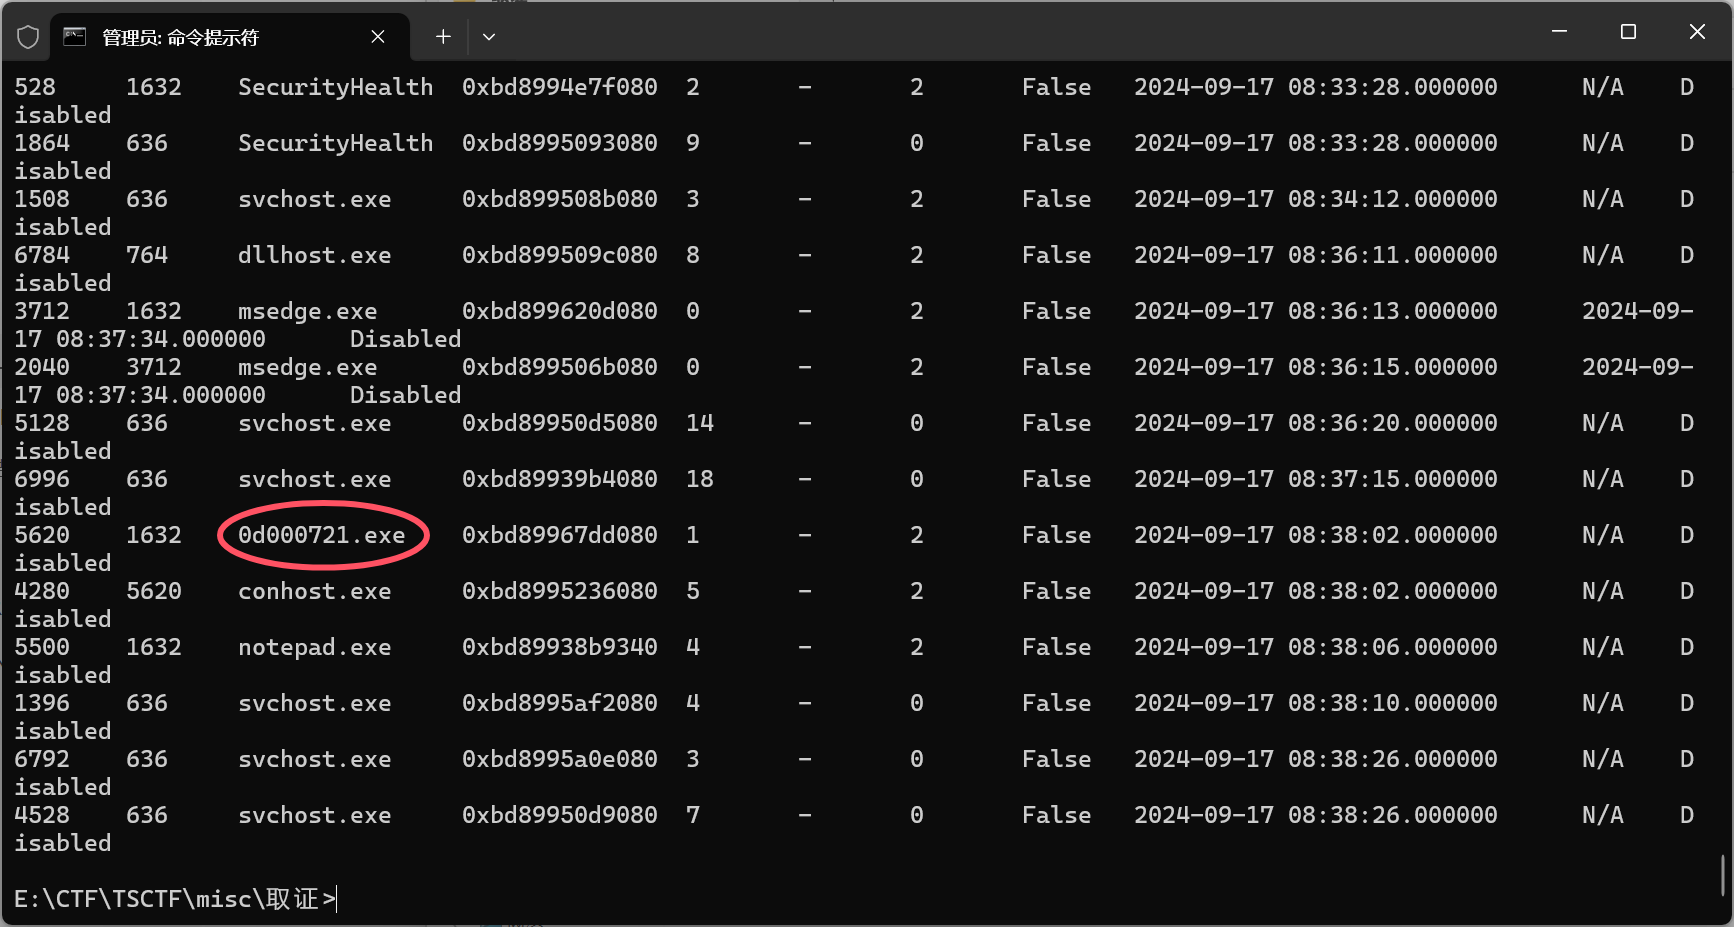 管理员: 命令提示符
528 1632 SecurityHealth 0xbd8994e7f080 2 - 2 False 2024-09-17 08:33:28.000000 N/A D
isabled
1864 636 SecurityHealth 0xbd8995093080 9 - 0 False 2024-09-17 08:33:28.000000 N/A D
isabled
1508 636 svchost.exe 0xbd899508b080 3 - 2 False 2024-09-17 08:34:12.000000 N/A D
isabled
6784 764 dllhost.exe 0xbd899509c080 8 - 2 False 2024-09-17 08:36:11.000000 N/A D
isabled
3712 1632 msedge.exe 0xbd899620d080 0 - 2 False 2024-09-17 08:36:13.000000 2024-09-
17 08:37:34.000000 Disabled
2040 3712 msedge.exe 0xbd899506b080 0 - 2 False 2024-09-17 08:36:15.000000 2024-09-
17 08:37:34.000000 Disabled
5128 636 svchost.exe 0xbd89950d5080 14 - 0 False 2024-09-17 08:36:20.000000 N/A D
isabled
6996 636 svchost.exe 0xbd89939b4080 18 - 0 False 2024-09-17 08:37:15.000000 N/A D
isabled
5620 1632 0d000721.exe 0xbd89967dd080 1 - 2 False 2024-09-17 08:38:02.000000 N/A D
isabled
4280 5620 conhost.exe 0xbd8995236080 5 - 2 False 2024-09-17 08:38:02.000000 N/A D
isabled
5500 1632 notepad.exe 0xbd89938b9340 4 - 2 False 2024-09-17 08:38:06.000000 N/A D
isabled
1396 636 svchost.exe 0xbd8995af2080 4 - 0 False 2024-09-17 08:38:10.000000 N/A D
isabled
6792 636 svchost.exe 0xbd8995a0e080 3 - 0 False 2024-09-17 08:38:26.000000 N/A D
isabled
4528 636 svchost.exe 0xbd89950d9080 7 - 0 False 2024-09-17 08:38:26.000000 N/A D
isabled
E:\CTF\TSCTF\misc\取证>